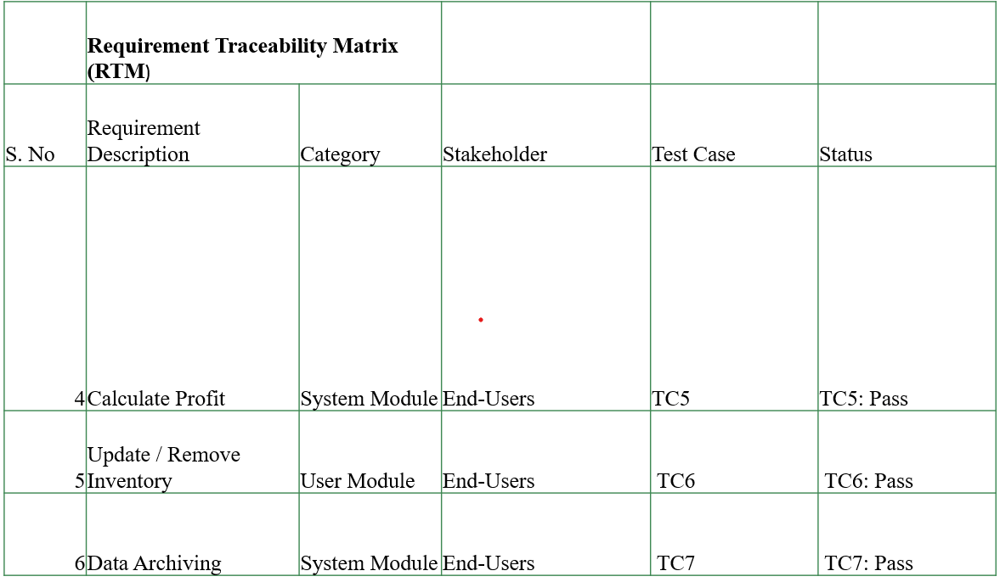 Requirement Traceability Matrix
(RTM)
S. No Requirement Description Category Stakeholder Test Case Status
4 Calculate Profit System Module End-Users TC5 TC5: Pass
5 Update / Remove Inventory User Module End-Users TC6 TC6: Pass
6 Data Archiving System Module End-Users TC7 TC7: Pass